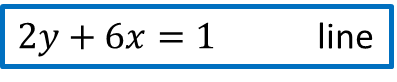 2y + 6x = 1 line